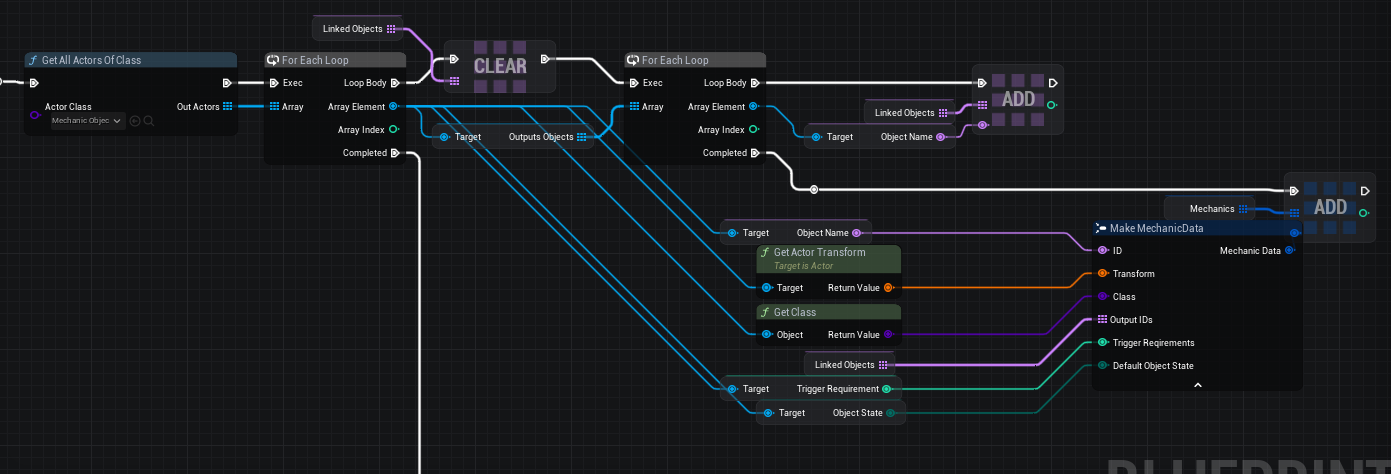 Linked Objects
Get All Actors Of Class
For Each Loop
CLEAR
For Each Loop
Exec
Loop Body
Exec
Loop Body
Actor Class
Out Actors
Array
Array Element
Array
Array Element
ADD
Mechanic Objec
Linked Objects
Array Index
Target
Outputs Objects
Array Index
Target
Object Name
Completed
Completed
Mechanics
ADD
Target
Object Name
Make MechanicData
Get Actor Transform
Target is Actor
ID
Mechanic Data
Transform
Target
Return Value
Class
Get Class
Output IDs
Object
Return Value
Trigger Reqirements
Linked Objects
Default Object State
Target
Trigger Requirement
Target
Object State
BLUEPRINT